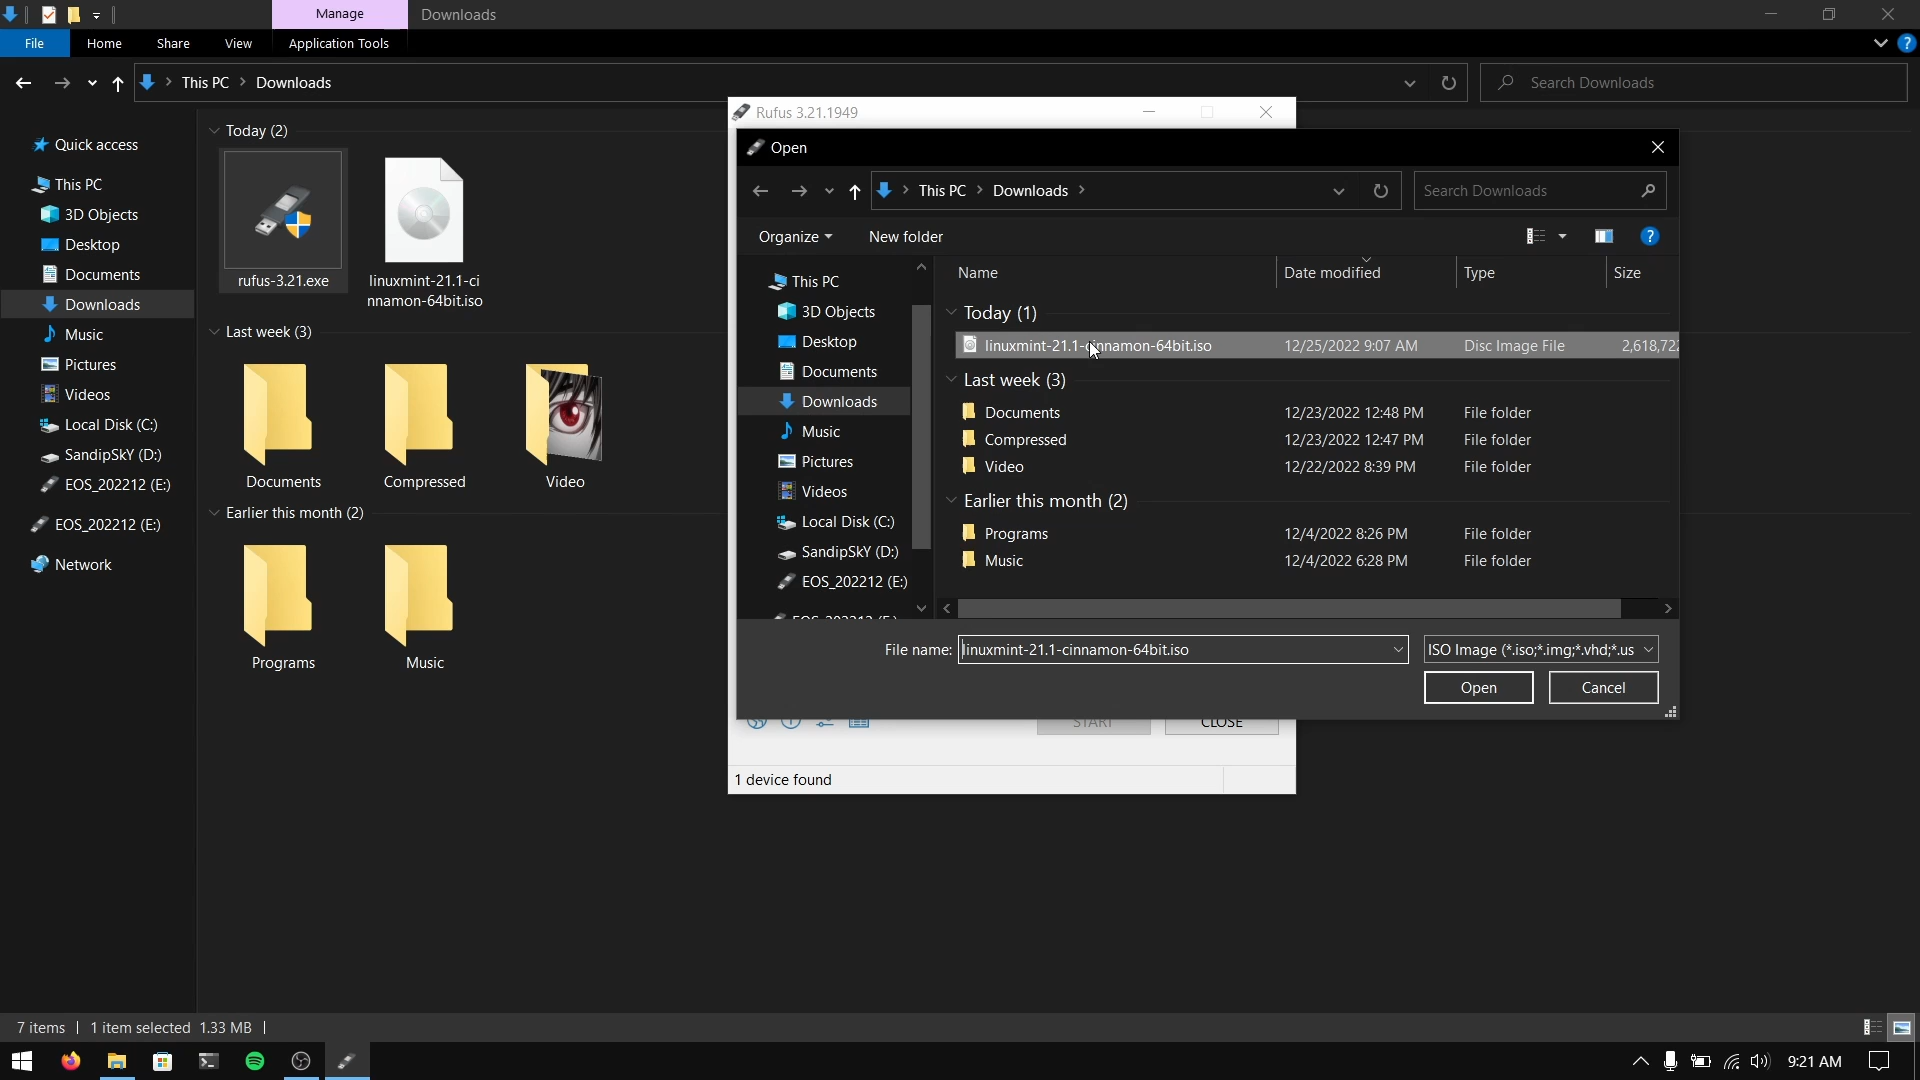 Manage
Downloads
File
Home
Share
View
Application Tools
This PC
Downloads
Search Downloads
Quick access
This PC
3D Objects
Desktop
Documents
Downloads
Music
Pictures
Videos
Local Disk (C:)
SandipSkY (D:)
EOS_202212 (E:)
EOS_202212 (E:)
Network
Today (2)
rufus-3.21.exe
linuxmint-21.1-ci
nnamon-64bit.iso
Last week (3)
Documents
Compressed
Video
Earlier this month (2)
Programs
Music
Rufus 3.21.1949
Open
This PC
Downloads
Search Downloads
Organize
New folder
This PC
3D Objects
Desktop
Documents
Downloads
Music
Pictures
Videos
Local Disk (C:)
SandipSkY (D:)
EOS_202212 (E:)
Name Date modified Type Size
Today (1)
linuxmint-21.1-cinnamon-64bit.iso 12/25/2022 9:07 AM Disc Image File 2,618,72
Last week (3)
Documents 12/23/2022 12:48 PM File folder
Compressed 12/23/2022 12:47 PM File folder
Video 12/22/2022 8:39 PM File folder
Earlier this month (2)
Programs 12/4/2022 8:26 PM File folder
Music 12/4/2022 6:28 PM File folder
File name: linuxmint-21.1-cinnamon-64bit.iso
ISO Image (*.iso;*.img;*.vhd;*.us
Open
Cancel
START
CLOSE
1 device found
7 items
1 item selected 1.33 MB
9:21 AM